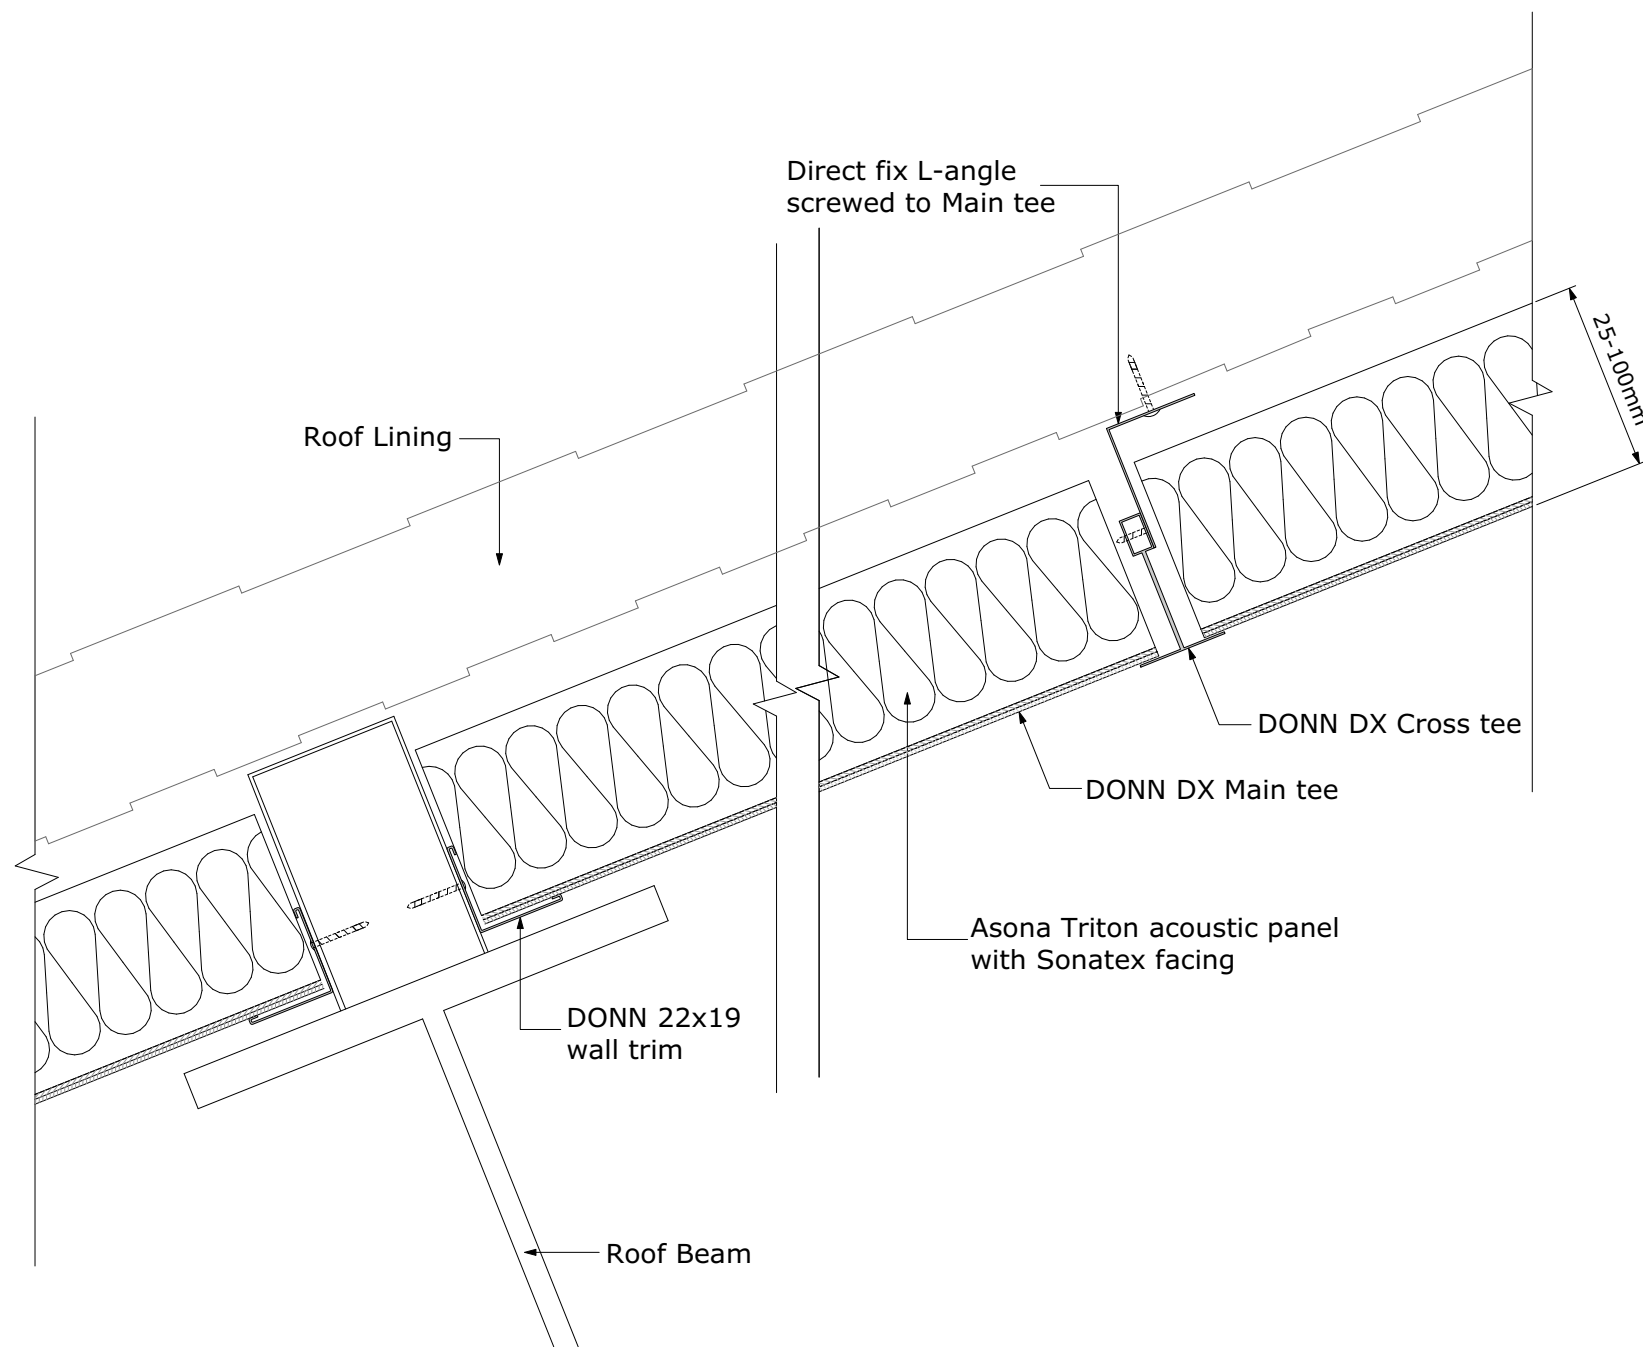 Direct fix L-angle
screwed to Main tee
25-100mm
Roof Lining
DONN DX Cross tee
DONN DX Main tee
Asona Triton acoustic panel
with Sonatex facing
DONN 22x19
wall trim
Roof Beam